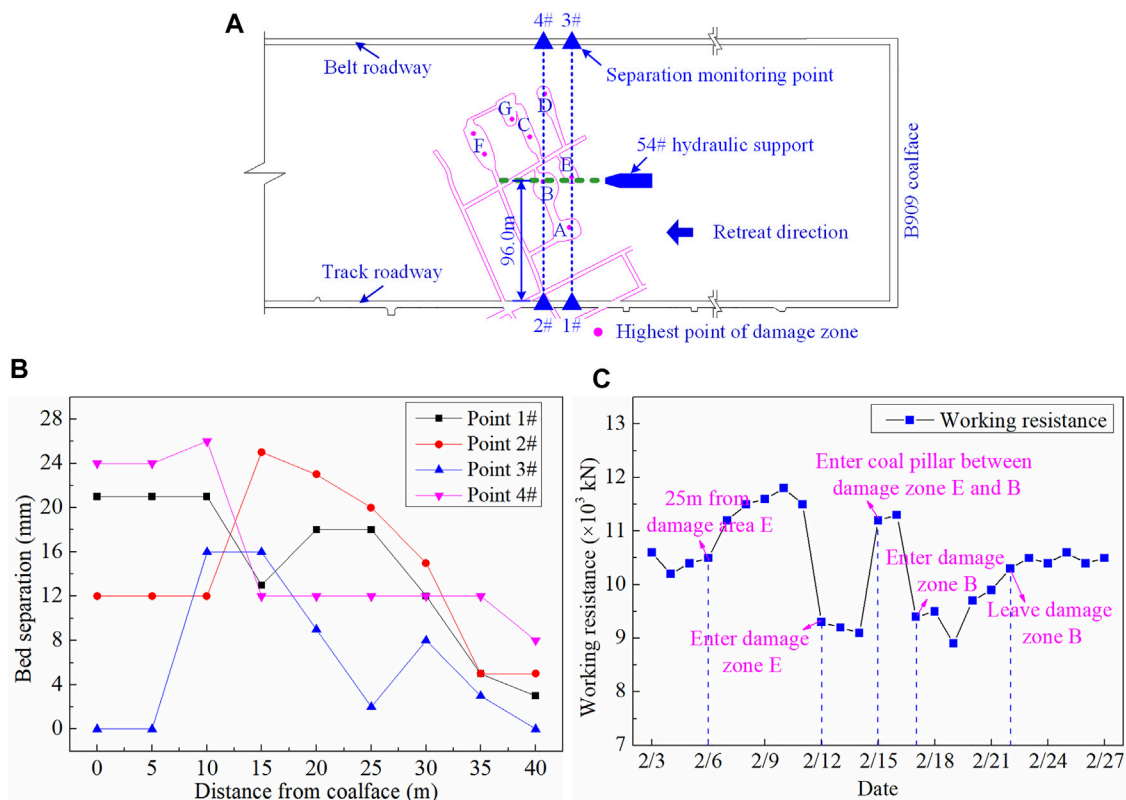 A
4# 3#
Belt roadway
Separation monitoring point
G D
C
F
E
54# hydraulic support
B
B909 coalface
96.0m
A
Retreat direction
Track roadway
2# 1#
Highest point of damage zone
B
28
24
20
16
12
8
4
0
Bed separation (mm)
Point 1#
Point 2#
Point 3#
Point 4#
0 5 10 15 20 25 30 35 40
Distance from coalface (m)
C
13
12
11
10
9
8
7
Working resistance (×10³ kN)
Working resistance
Enter coal pillar between
damage zone E and B
25m from
damage area E
Enter damage
zone B
Enter damage
zone E
Leave damage
zone B
2/3 2/6 2/9 2/12 2/15 2/18 2/21 2/24 2/27
Date